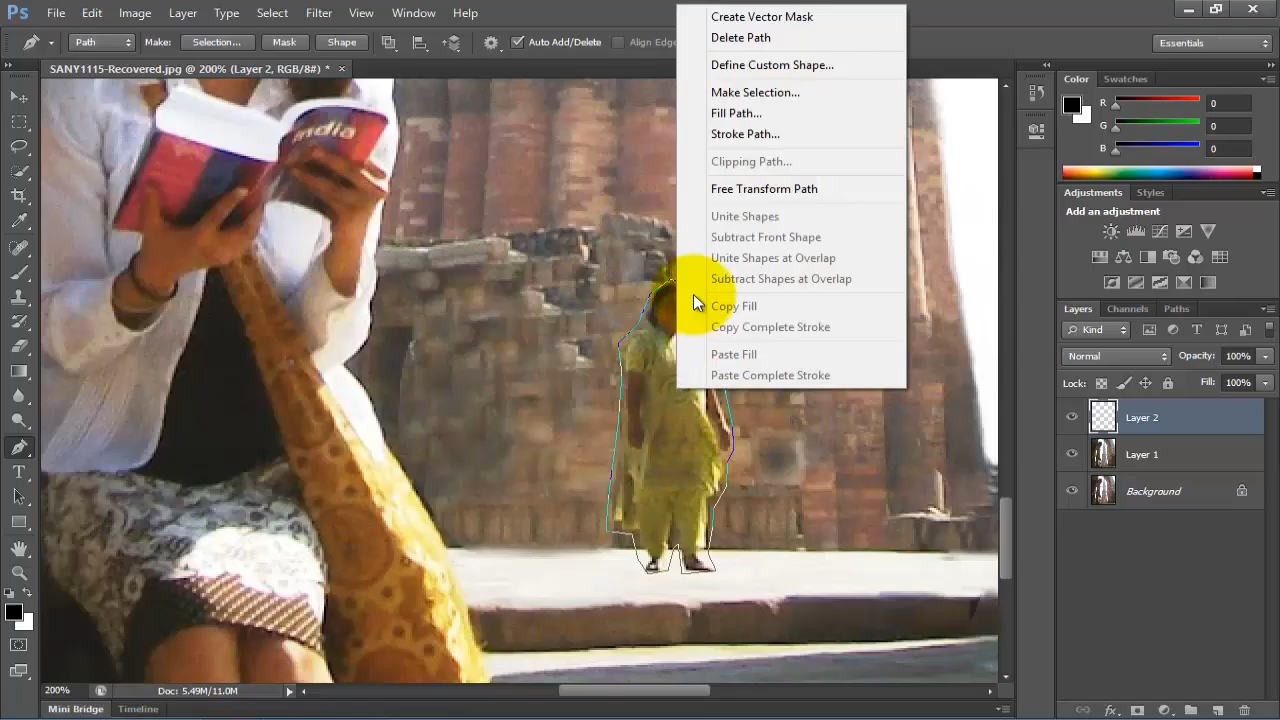 Ps File Edit Image Layer Type Select Filter View Window Help
Path Make: Selection... Mask Shape Auto Add/Delete Align Edge Essentials
SANY1115-Recovered.jpg @ 200% (Layer 2, RGB/8#) *
Create Vector Mask
Delete Path
Define Custom Shape...
Make Selection...
Fill Path...
Stroke Path...
Clipping Path...
Free Transform Path
Unite Shapes
Subtract Front Shape
Unite Shapes at Overlap
Subtract Shapes at Overlap
Copy Fill
Copy Complete Stroke
Paste Fill
Paste Complete Stroke
india
Color Swatches
R 0
G 0
B 0
Adjustments Styles
Add an adjustment
Layers Channels Paths
Kind
Normal Opacity: 100%
Lock: Fill: 100%
Layer 2
Layer 1
Background
200% Doc: 5.49M/11.0M
Mini Bridge Timeline